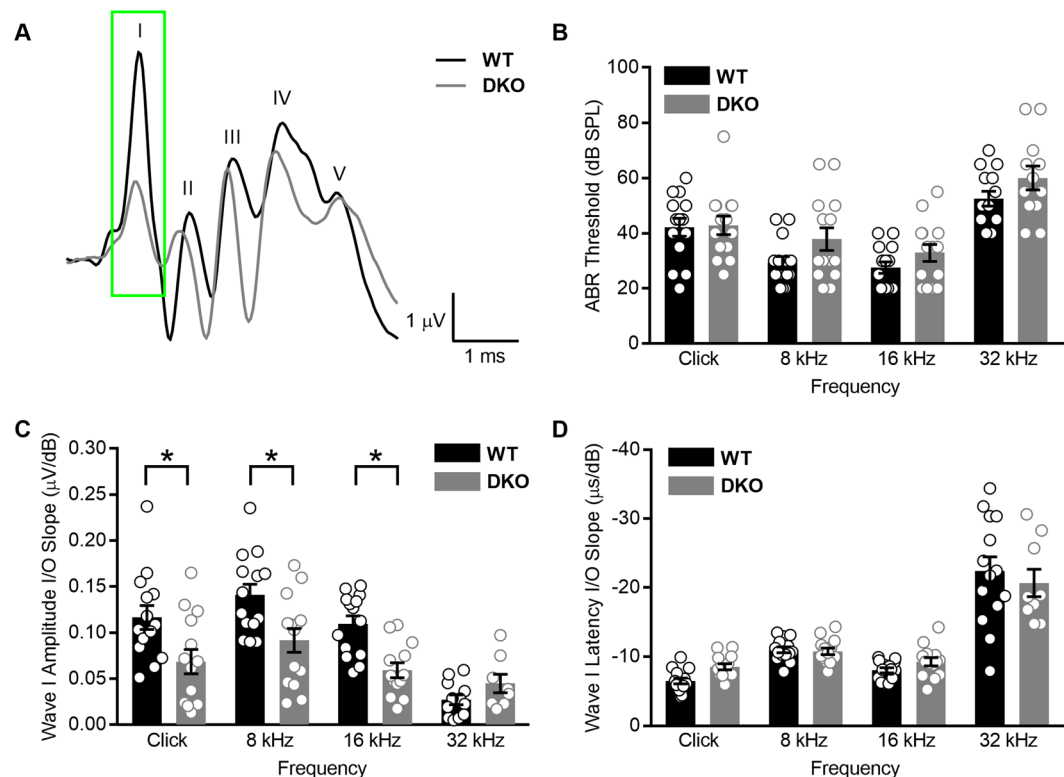 A
I
II
III
IV
V
WT
DKO
1 μV
1 ms
B
ABR Threshold (dB SPL)
100
80
60
40
20
0
WT
DKO
Click
8 kHz
16 kHz
32 kHz
Frequency
C
Wave I Amplitude I/O Slope (μV/dB)
0.30
0.25
0.20
0.15
0.10
0.05
0.00
*
*
*
WT
DKO
Click
8 kHz
16 kHz
32 kHz
Frequency
D
Wave I Latency I/O Slope (μs/dB)
-40
-30
-20
-10
0
WT
DKO
Click
8 kHz
16 kHz
32 kHz
Frequency